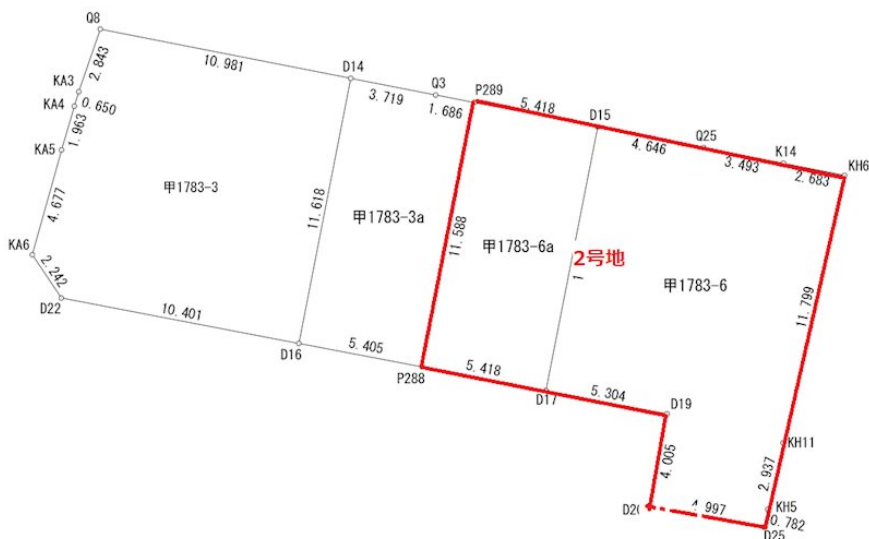 Q8
10.981
D14
3.719
Q3
1.686
P289
5.418
D15
4.646
Q25
3.493
K14
2.683
KH6
2.843
KA3
KA4
0.650
1.963
KA5
4.677
KA6
2.242
D22
甲1783-3
11.618
甲1783-3a
11.588
甲1783-6a
2号地
甲1783-6
11.799
10.401
D16
5.405
P288
5.418
D17
5.304
D19
4.005
KH11
2.937
KH5
0.782
4.997
D25